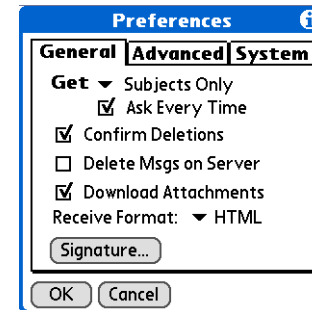 Preferences
General Advanced System
Get Subjects Only
Ask Every Time
Confirm Deletions
Delete Msgs on Server
Download Attachments
Receive Format: HTML
Signature...
OK Cancel